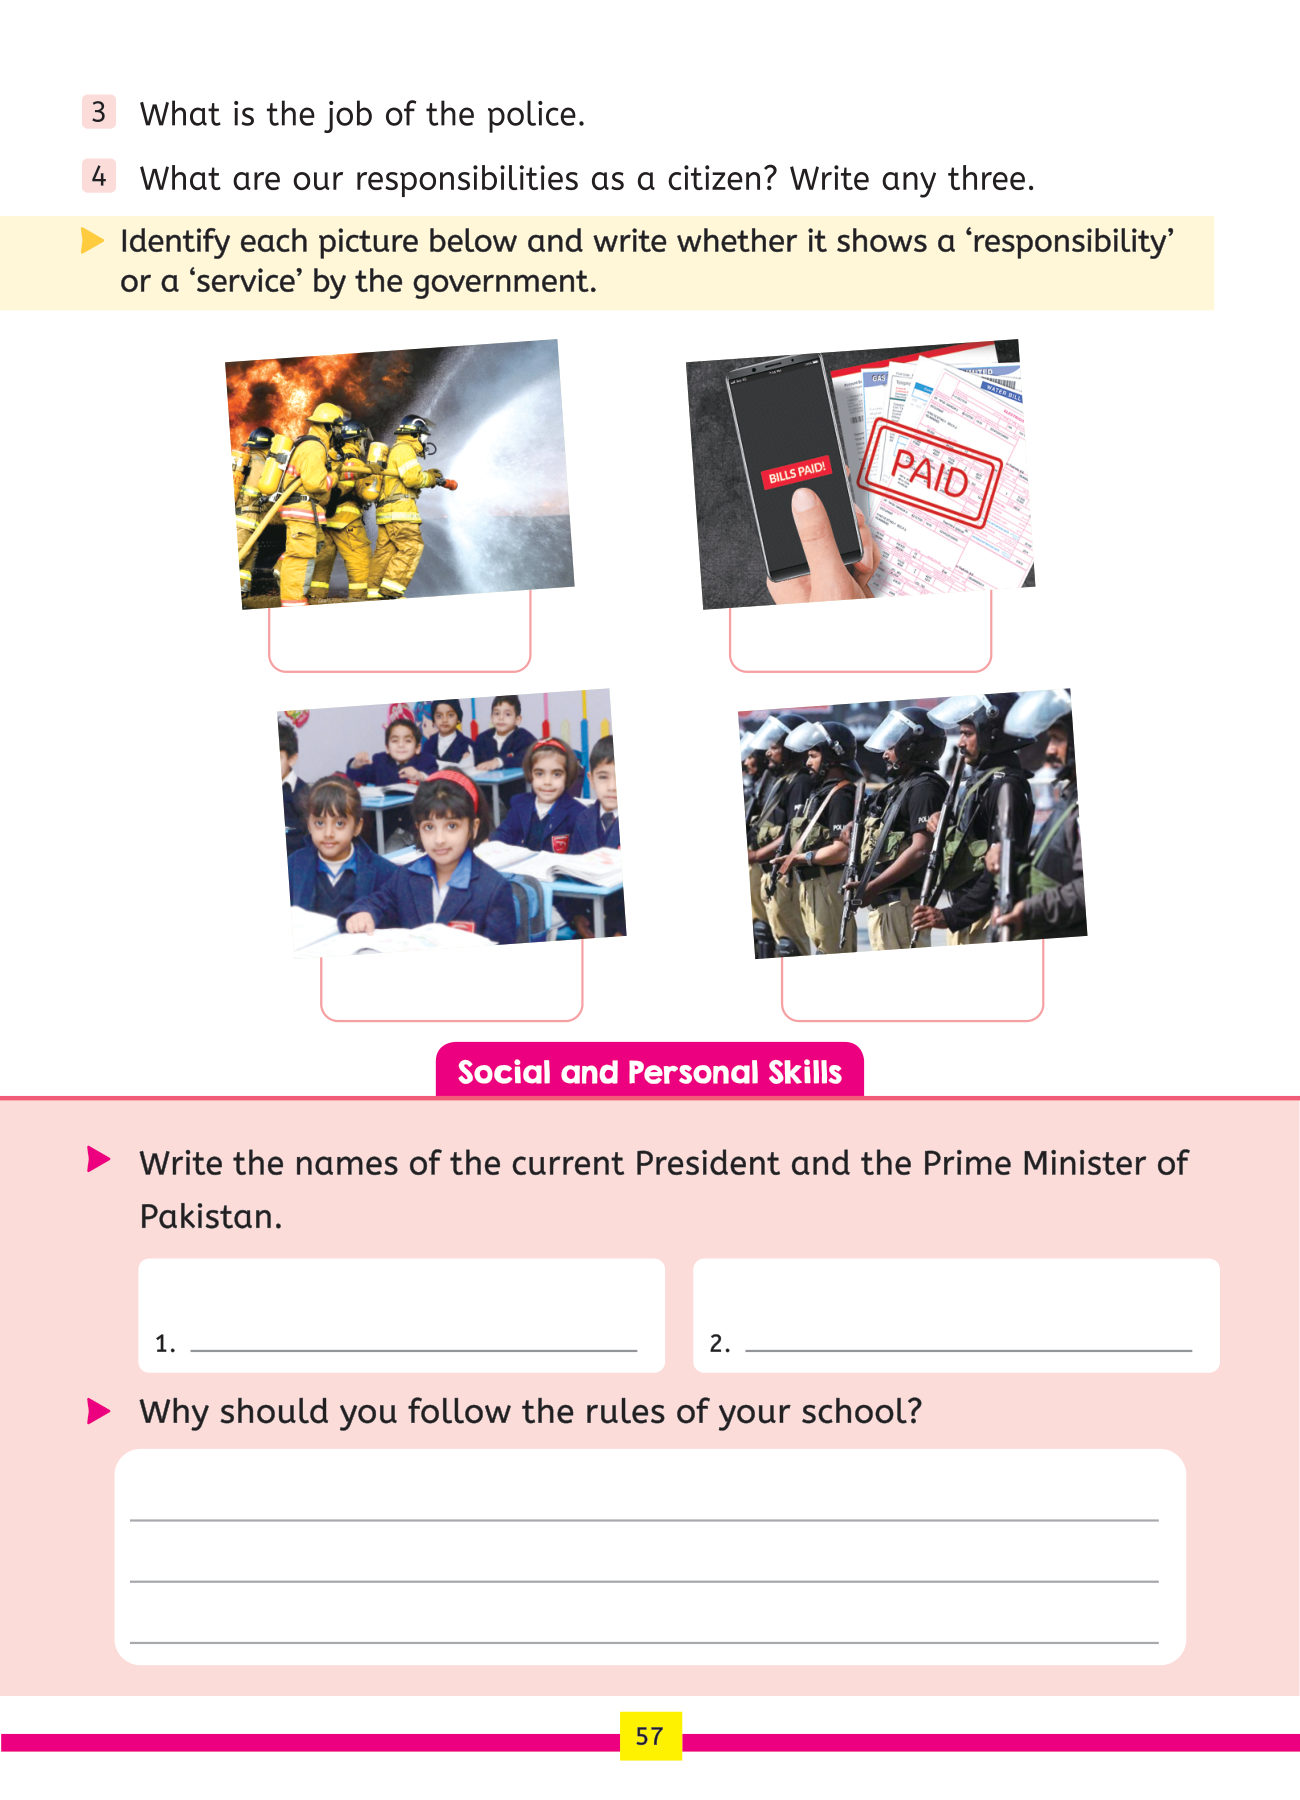 3 What is the job of the police.
4 What are our responsibilities as a citizen? Write any three.
Identify each picture below and write whether it shows a ‘responsibility’
or a ‘service’ by the government.
GAS
WATER BILL
BILLS PAID!
PAID
Social and Personal Skills
Write the names of the current President and the Prime Minister of
Pakistan.
1.
2.
Why should you follow the rules of your school?
57